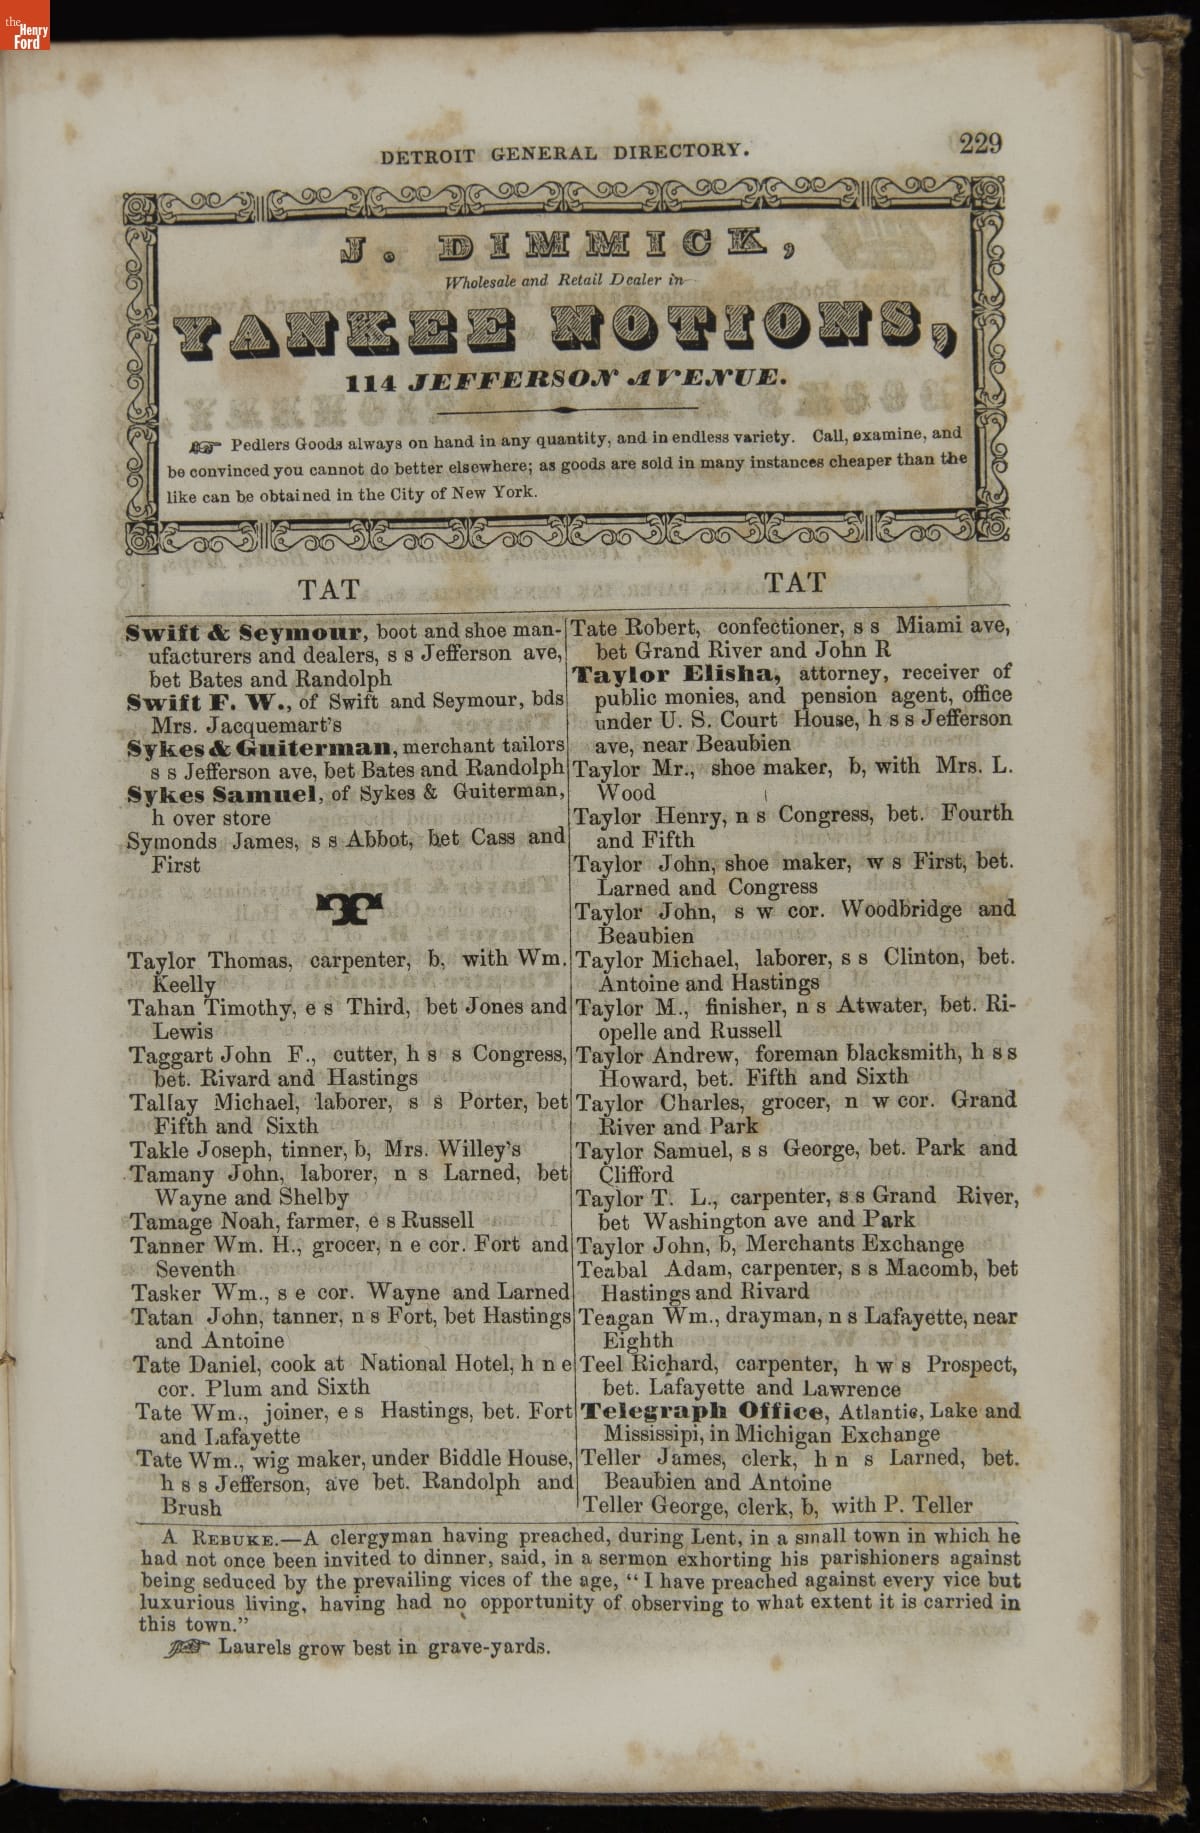 the
Henry
Ford
DETROIT GENERAL DIRECTORY.
229
J. DIMMICK,
Wholesale and Retail Dealer in
YANKEE NOTIONS,
114 JEFFERSON AVENUE.
Pedlers Goods always on hand in any quantity, and in endless variety. Call, examine, and
be convinced you cannot do better elsewhere; as goods are sold in many instances cheaper than the
like can be obtained in the City of New York.
TAT
Swift & Seymour, boot and shoe man-
ufacturers and dealers, s s Jefferson ave,
bet Bates and Randolph
Swift F. W., of Swift and Seymour, bds
Mrs. Jacquemart's
Sykes & Guiterman, merchant tailors
s s Jefferson ave, bet Bates and Randolph
Sykes Samuel, of Sykes & Guiterman,
h over store
Symonds James, s s Abbot, bet Cass and
First
T
Taylor Thomas, carpenter, b, with Wm.
Keelly
Tahan Timothy, e s Third, bet Jones and
Lewis
Taggart John F., cutter, h s s Congress,
bet. Rivard and Hastings
Tallay Michael, laborer, s s Porter, bet
Fifth and Sixth
Takle Joseph, tinner, b, Mrs. Willey's
Tamany John, laborer, n s Larned, bet
Wayne and Shelby
Tamage Noah, farmer, e s Russell
Tanner Wm. H., grocer, n e cor. Fort and
Seventh
Tasker Wm., s e cor. Wayne and Larned
Tatan John, tanner, n s Fort, bet Hastings
and Antoine
Tate Daniel, cook at National Hotel, h n e
cor. Plum and Sixth
Tate Wm., joiner, e s Hastings, bet. Fort
and Lafayette
Tate Wm., wig maker, under Biddle House,
h s s Jefferson, ave bet. Randolph and
Brush
TAT
Tate Robert, confectioner, s s Miami ave,
bet Grand River and John R
Taylor Elisha, attorney, receiver of
public monies, and pension agent, office
under U. S. Court House, h s s Jefferson
ave, near Beaubien
Taylor Mr., shoe maker, b, with Mrs. L.
Wood
Taylor Henry, n s Congress, bet. Fourth
and Fifth
Taylor John, shoe maker, w s First, bet.
Larned and Congress
Taylor John, s w cor. Woodbridge and
Beaubien
Taylor Michael, laborer, s s Clinton, bet.
Antoine and Hastings
Taylor M., finisher, n s Atwater, bet. Ri-
opelle and Russell
Taylor Andrew, foreman blacksmith, h s s
Howard, bet. Fifth and Sixth
Taylor Charles, grocer, n w cor. Grand
River and Park
Taylor Samuel, s s George, bet. Park and
Clifford
Taylor T. L., carpenter, s s Grand River,
bet Washington ave and Park
Taylor John, b, Merchants Exchange
Teabal Adam, carpenter, s s Macomb, bet
Hastings and Rivard
Teagan Wm., drayman, n s Lafayette, near
Eighth
Teel Richard, carpenter, h w s Prospect,
bet. Lafayette and Lawrence
Telegraph Office, Atlantic, Lake and
Mississipi, in Michigan Exchange
Teller James, clerk, h n s Larned, bet.
Beaubien and Antoine
Teller George, clerk, b, with P. Teller
A REBUKE.—A clergyman having preached, during Lent, in a small town in which he
had not once been invited to dinner, said, in a sermon exhorting his parishioners against
being seduced by the prevailing vices of the age, "I have preached against every vice but
luxurious living, having had no opportunity of observing to what extent it is carried in
this town."
Laurels grow best in grave-yards.